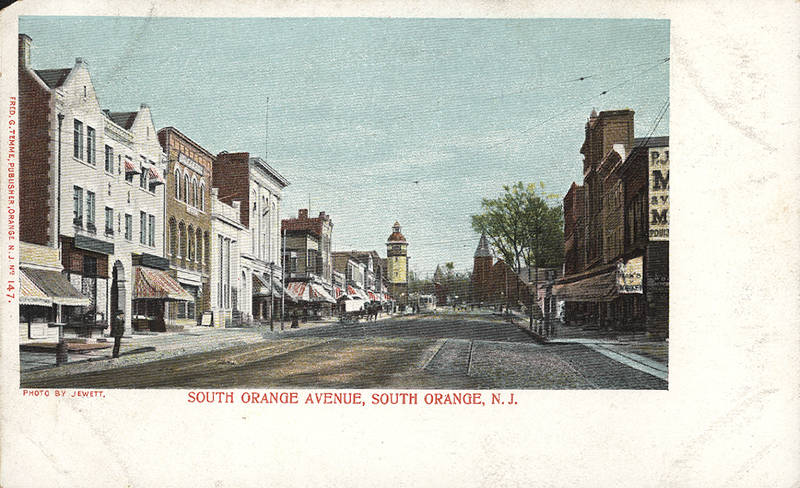 FRED. G. TEMME, PUBLISHER, ORANGE, N. J. Nº 147.
PHOTO BY JEWETT.
SOUTH ORANGE AVENUE, SOUTH ORANGE, N. J.